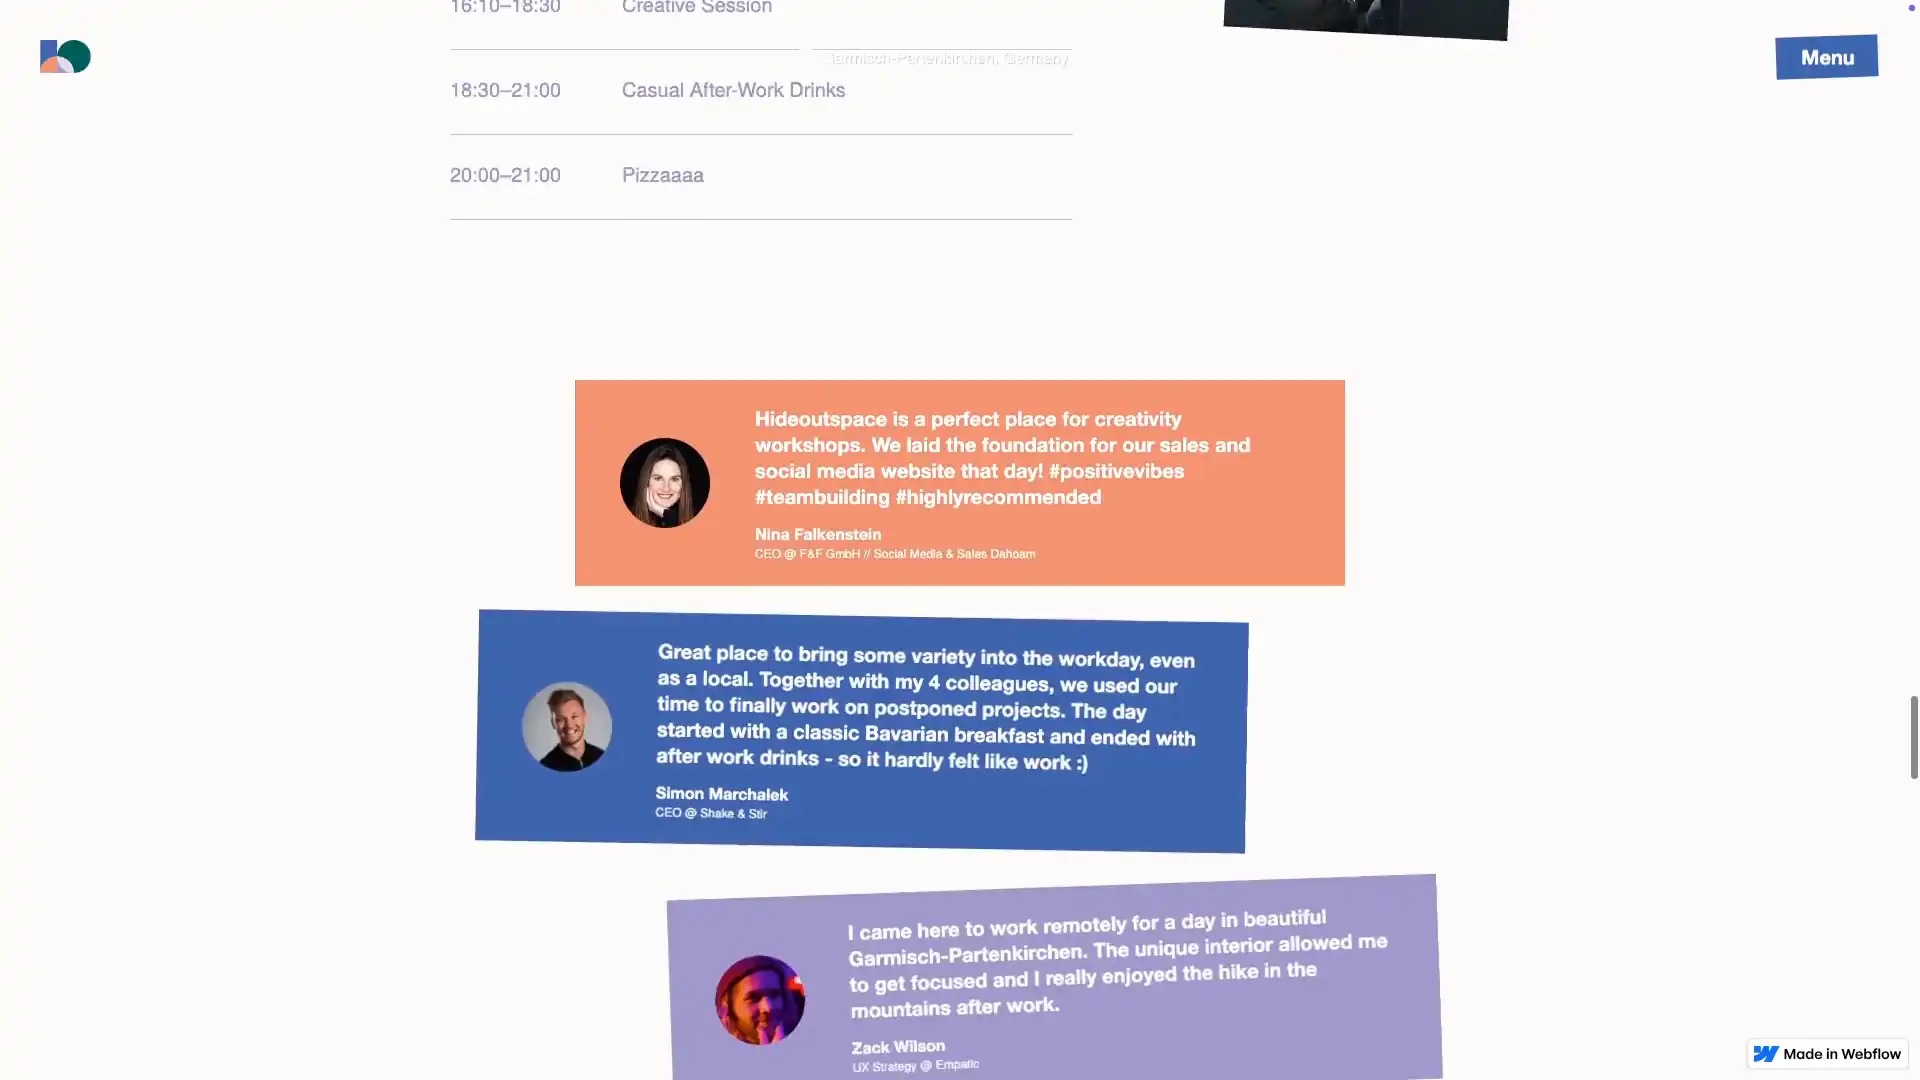 16:10–18:30 Creative Session
Garmisch-Partenkirchen, Germany
Menu
18:30–21:00 Casual After-Work Drinks
20:00–21:00 Pizzaaaa
Hideoutspace is a perfect place for creativity
workshops. We laid the foundation for our sales and
social media website that day! #positivevibes
#teambuilding #highlyrecommended
Nina Falkenstein
CEO @ F&F GmbH // Social Media & Sales Dahoam
Great place to bring some variety into the workday, even
as a local. Together with my 4 colleagues, we used our
time to finally work on postponed projects. The day
started with a classic Bavarian breakfast and ended with
after work drinks - so it hardly felt like work :)
Simon Marchalek
CEO @ Shake & Stir
I came here to work remotely for a day in beautiful
Garmisch-Partenkirchen. The unique interior allowed me
to get focused and I really enjoyed the hike in the
mountains after work.
Zack Wilson
UX Strategy @ Empatic
Made in Webflow